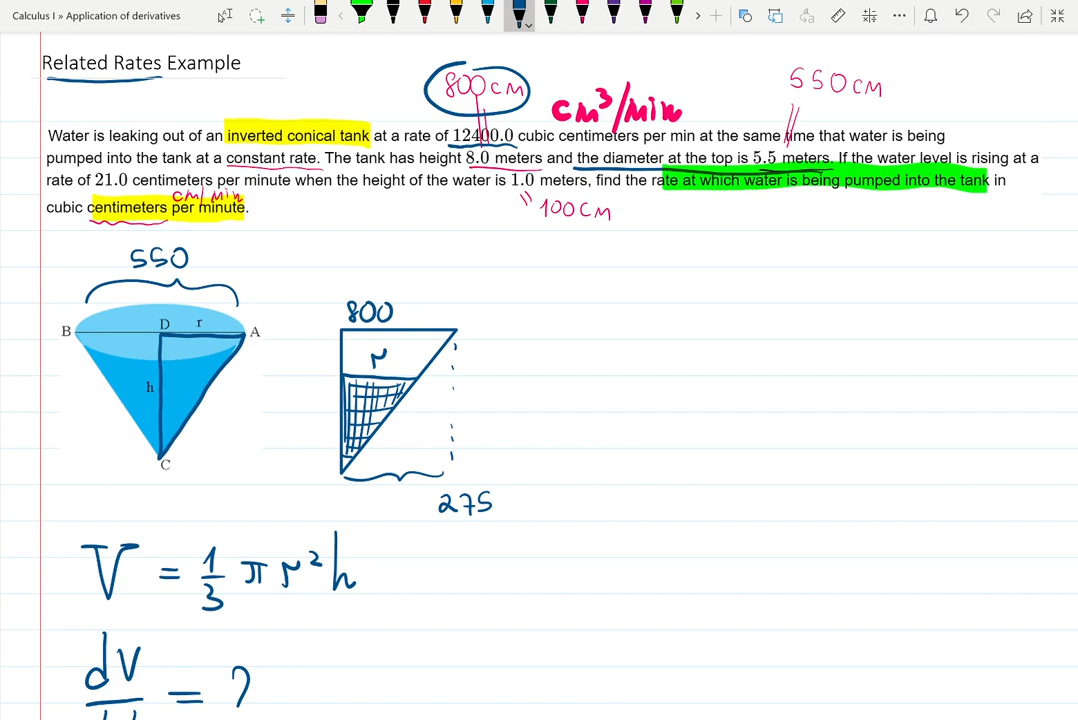 Calculus I » Application of derivatives
Related Rates Example
800 cm
cm³/min
550 cm
Water is leaking out of an inverted conical tank at a rate of 12400.0 cubic centimeters per min at the same time that water is being
pumped into the tank at a constant rate. The tank has height 8.0 meters and the diameter at the top is 5.5 meters. If the water level is rising at a
rate of 21.0 centimeters per minute when the height of the water is 1.0 meters, find the rate at which water is being pumped into the tank in
cm/min
100 cm
cubic centimeters per minute.
550
800
B
D
r
A
r
h
C
275
V = 1/3 π r² h
dV
= ?